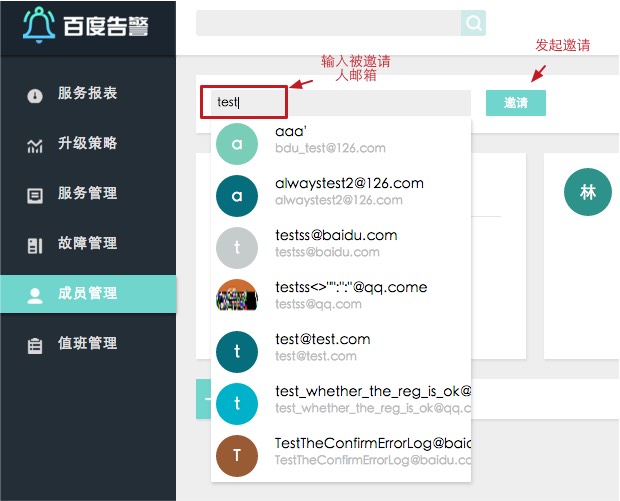 百度告警
输入被邀请
人邮箱
发起邀请
test
邀请
服务报表
升级策略
服务管理
故障管理
成员管理
值班管理
a
aaa'
bdu_test@126.com
a
alwaystest2@126.com
alwaystest2@126.com
t
testss@baidu.com
testss@baidu.com
testss<>'"":":"@qq.come
testss@qq.com
t
test@test.com
test@test.com
t
test_whether_the_reg_is_ok@q
test_whether_the_reg_is_ok@qq.c
T
TestTheConfirmErrorLog@baid
TestTheConfirmErrorLog@baidu.c
林